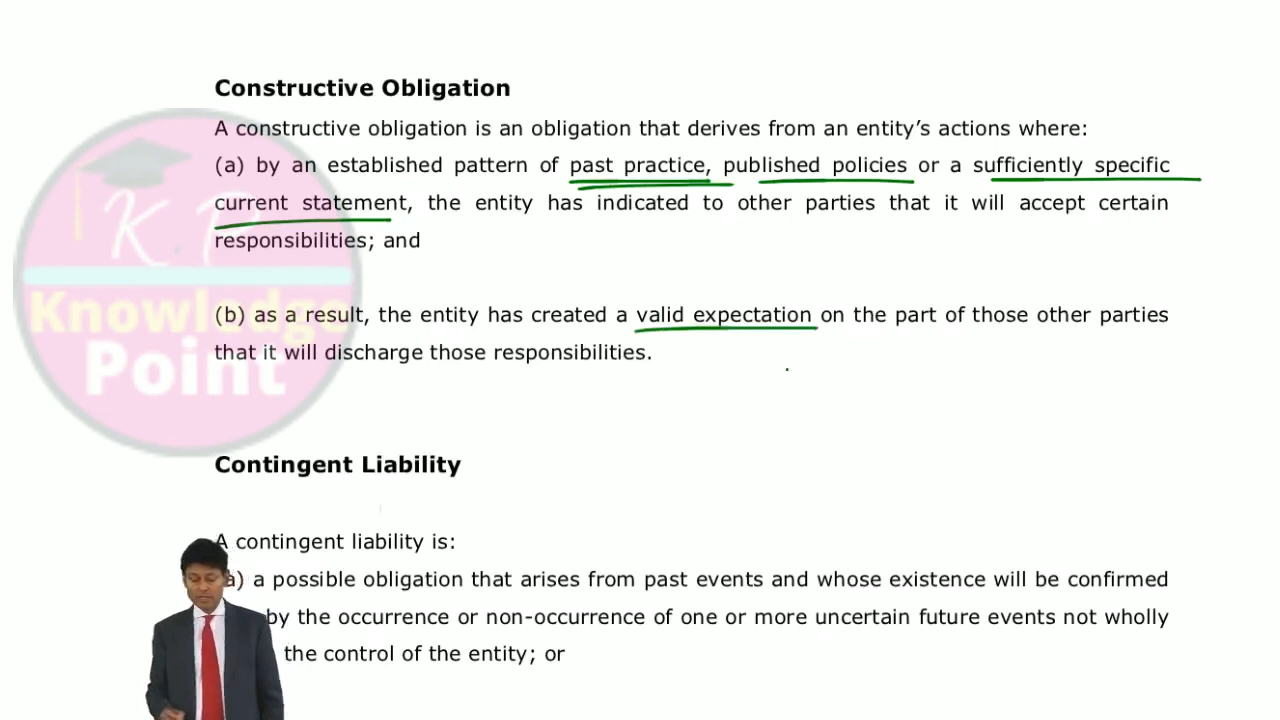 Constructive Obligation
A constructive obligation is an obligation that derives from an entity’s actions where:
(a) by an established pattern of past practice, published policies or a sufficiently specific
current statement, the entity has indicated to other parties that it will accept certain
responsibilities; and
(b) as a result, the entity has created a valid expectation on the part of those other parties
that it will discharge those responsibilities.
K.P
Knowledge
Point
Contingent Liability
A contingent liability is:
a) a possible obligation that arises from past events and whose existence will be confirmed
by the occurrence or non-occurrence of one or more uncertain future events not wholly
the control of the entity; or